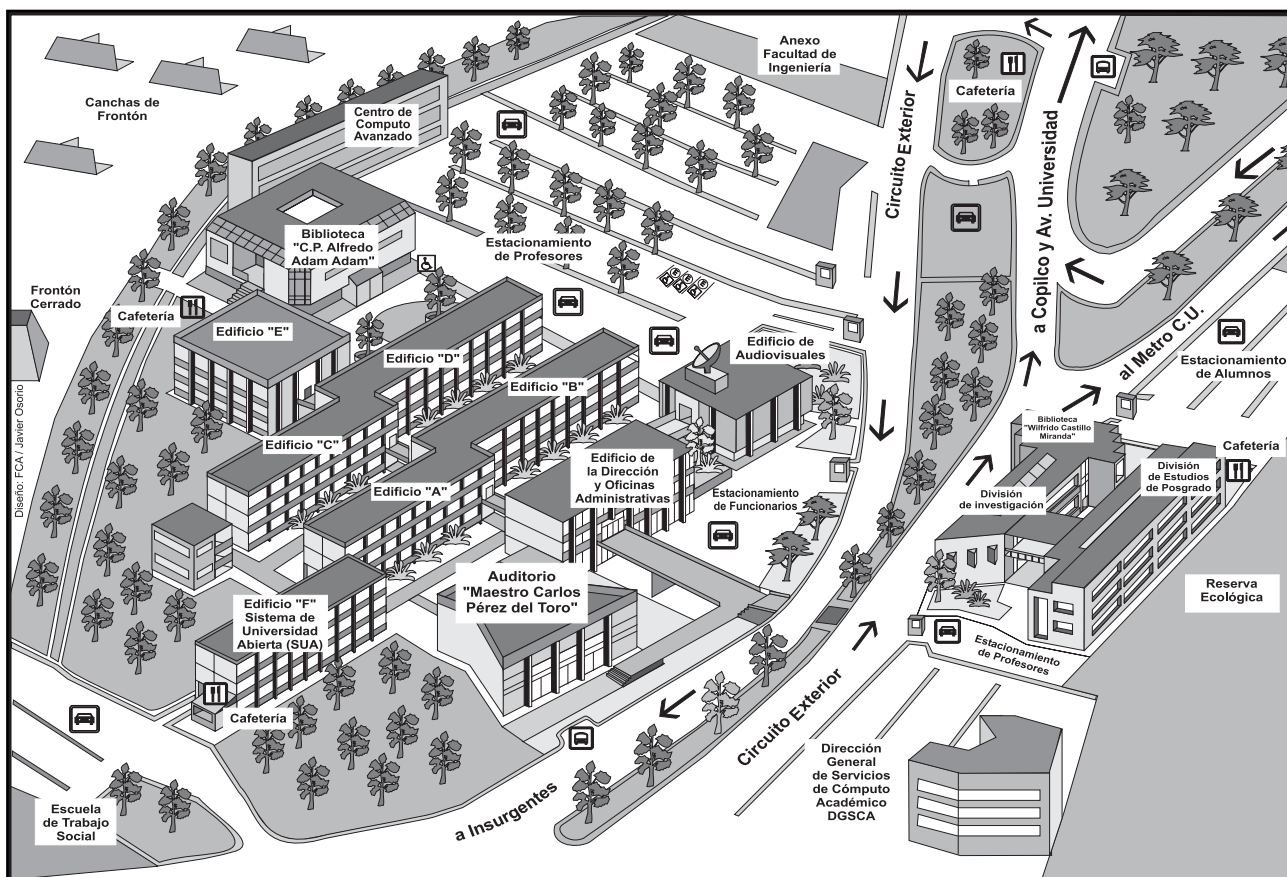 Canchas de
Frontón
Centro de
Computo
Avanzado
Anexo
Facultad de
Ingeniería
Circuito Exterior
Cafetería
a Copilco y Av. Universidad
Biblioteca
"C.P. Alfredo
Adam Adam"
Estacionamiento
de Profesores
E
E
E
Frontón
Cerrado
Cafetería
Edificio "E"
Edificio "D"
Edificio "B"
Edificio de
Audiovisuales
al Metro C.U.
Estacionamiento
de Alumnos
Diseño: FCA / Javier Osorio
Edificio "C"
Edificio "A"
Edificio de
la Dirección
y Oficinas
Administrativas
Estacionamiento
de Funcionarios
Biblioteca
"Wilfrido Castillo
Miranda"
Cafetería
División
de Estudios
de Posgrado
División
de investigación
Auditorio
"Maestro Carlos
Pérez del Toro"
Reserva
Ecológica
Edificio "F"
Sistema de
Universidad
Abierta (SUA)
Estacionamiento
de Profesores
Cafetería
Circuito Exterior
a Insurgentes
Dirección
General
de Servicios
de Cómputo
Académico
DGSCA
Escuela
de Trabajo
Social